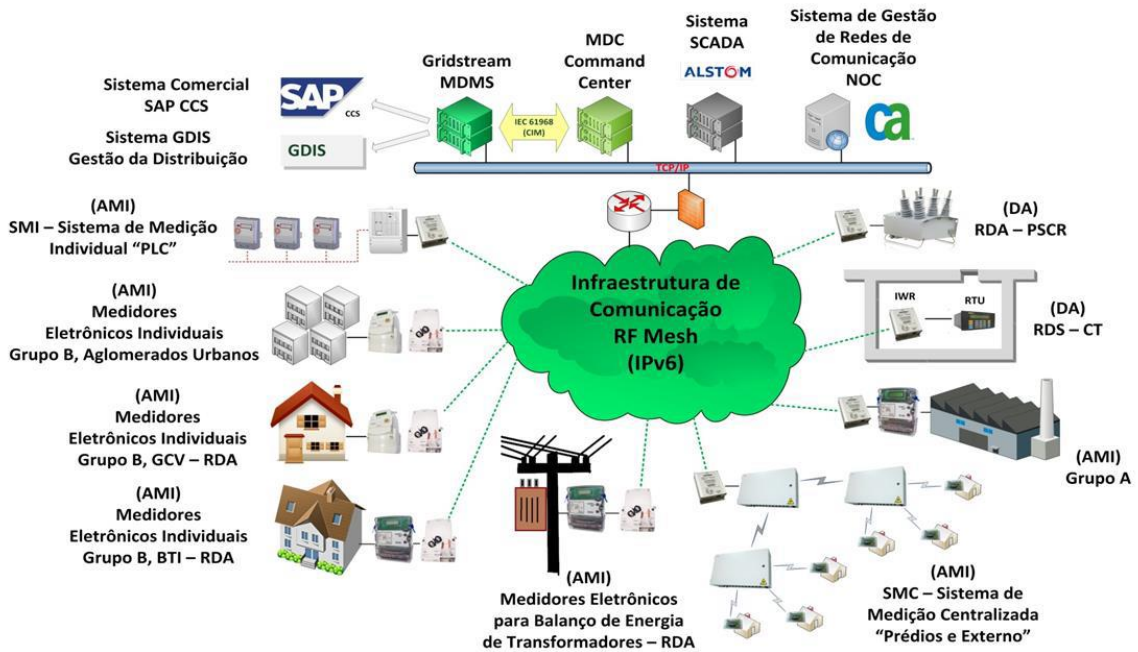 Sistema Comercial
SAP CCS
SAP
CCS
Sistema GDIS
Gestão da Distribuição
GDIS
Gridstream
MDMS
IEC 61968
(CIM)
MDC
Command
Center
Sistema
SCADA
ALSTOM
Sistema de Gestão
de Redes de
Comunicação
NOC
ca
TCP/IP
(AMI)
SMI – Sistema de Medição
Individual “PLC”
(AMI)
Medidores
Eletrônicos Individuais
Grupo B, Aglomerados Urbanos
(AMI)
Medidores
Eletrônicos Individuais
Grupo B, GCV – RDA
(AMI)
Medidores
Eletrônicos Individuais
Grupo B, BTI – RDA
Infraestrutura de
Comunicação
RF Mesh
(IPv6)
(AMI)
Medidores Eletrônicos
para Balanço de Energia
de Transformadores – RDA
(DA)
RDA – PSCR
IWR
RTU
(DA)
RDS – CT
(AMI)
Grupo A
(AMI)
SMC – Sistema de
Medição Centralizada
“Prédios e Externo”